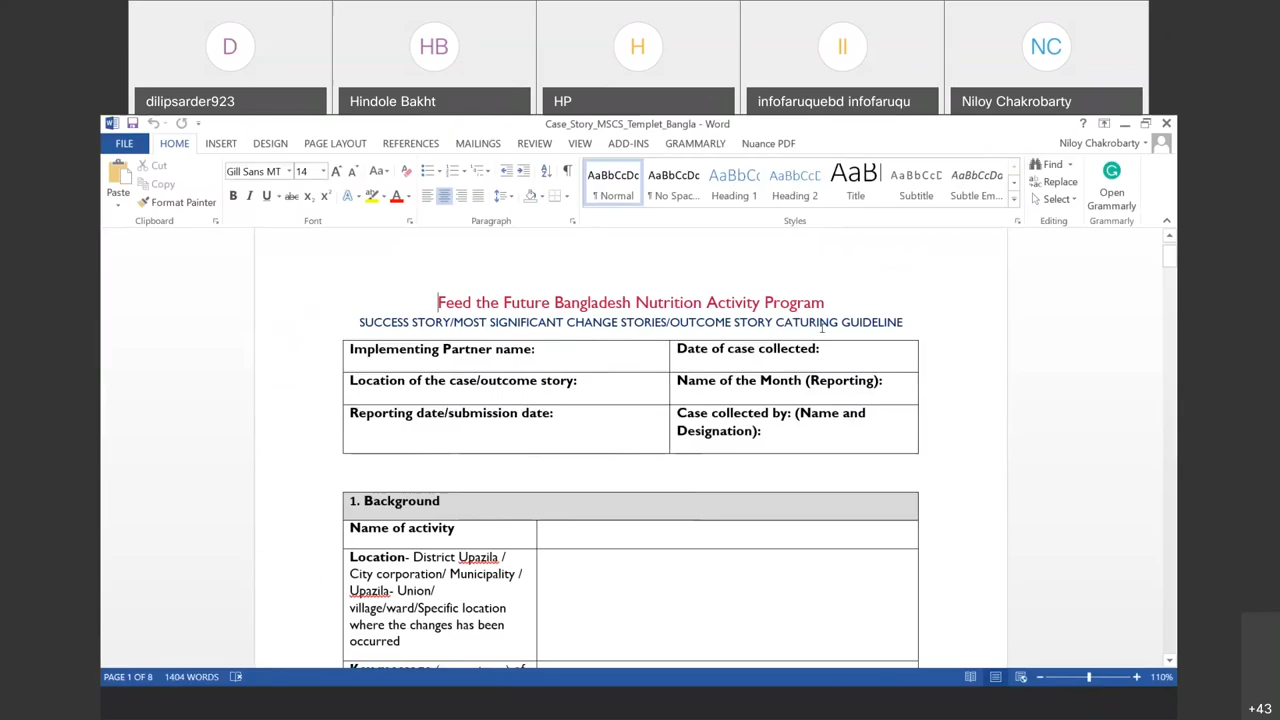 D
HB
H
II
NC
dilipsarder923
Hindole Bakht
HP
infofaruquebd infofaruqu
Niloy Chakrobarty
Case_Story_MSCS_Templet_Bangla - Word
FILE HOME INSERT DESIGN PAGE LAYOUT REFERENCES MAILINGS REVIEW VIEW ADD-INS GRAMMARLY Nuance PDF
Niloy Chakrobarty
Paste
Cut
Copy
Format Painter
Clipboard
Gill Sans MT 14
Font
Paragraph
AaBbCcDc AaBbCcDc AaBbCc AaBbCcDc AaB AaBbCcD AaBbCcDc
¶ Normal ¶ No Spac... Heading 1 Heading 2 Title Subtitle Subtle Em...
Styles
Find
Replace
Select
Editing
Open
Grammarly
Grammarly
Feed the Future Bangladesh Nutrition Activity Program
SUCCESS STORY/MOST SIGNIFICANT CHANGE STORIES/OUTCOME STORY CATURING GUIDELINE
Implementing Partner name:
Date of case collected:
Location of the case/outcome story:
Name of the Month (Reporting):
Reporting date/submission date:
Case collected by: (Name and
Designation):
1. Background
Name of activity
Location- District Upazila /
City corporation/ Municipality /
Upazila- Union/
village/ward/Specific location
where the changes has been
occurred
PAGE 1 OF 8 1404 WORDS
110%
+43